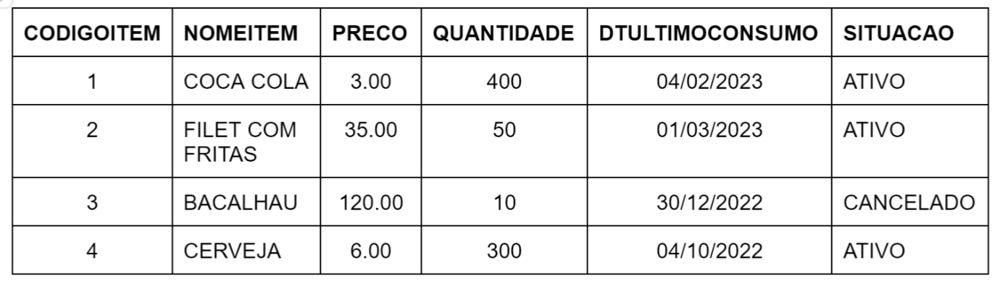 CODIGOITEM NOMEITEM PRECO QUANTIDADE DTULTIMOCONSUMO SITUACAO
1 COCA COLA 3.00 400 04/02/2023 ATIVO
2 FILET COM 35.00 50 01/03/2023 ATIVO
FRITAS
3 BACALHAU 120.00 10 30/12/2022 CANCELADO
4 CERVEJA 6.00 300 04/10/2022 ATIVO